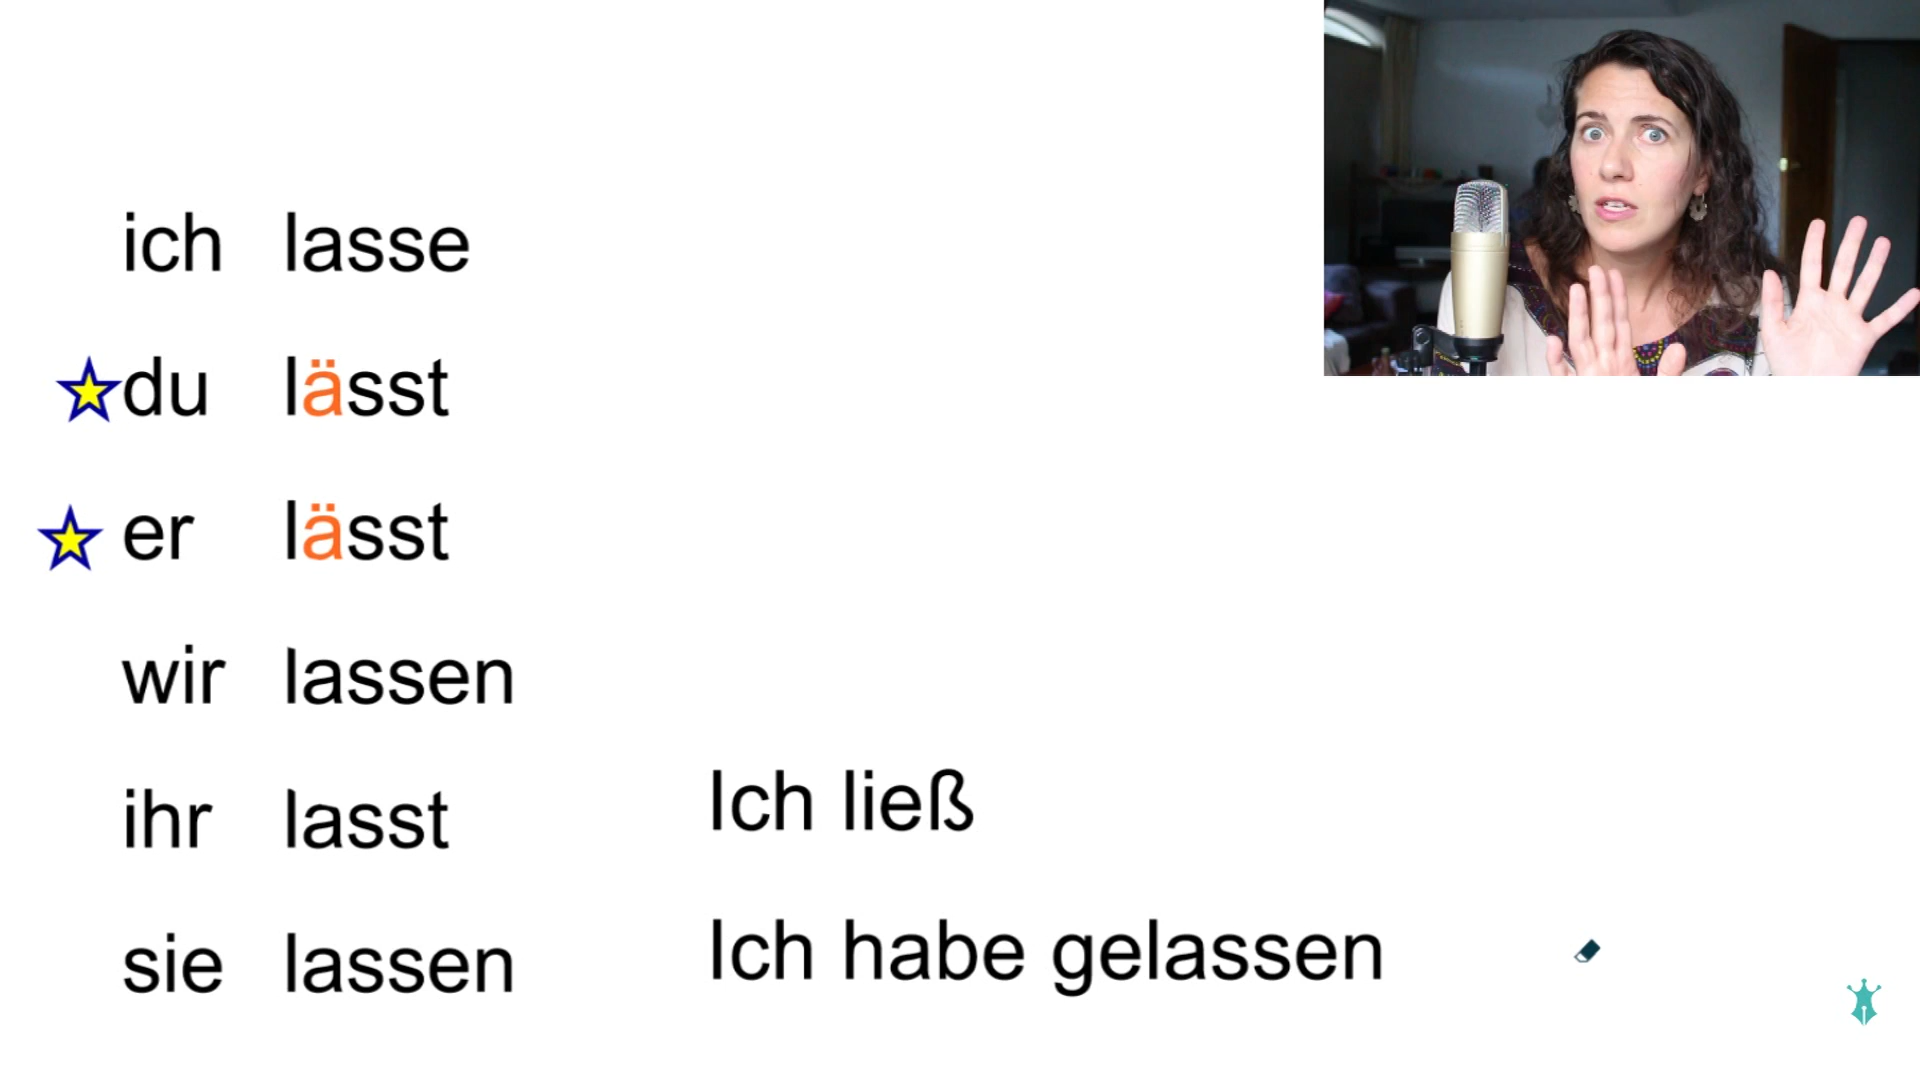 ich lasse
du lässt
er lässt
wir lassen
ihr lasst
sie lassen
Ich ließ
Ich habe gelassen